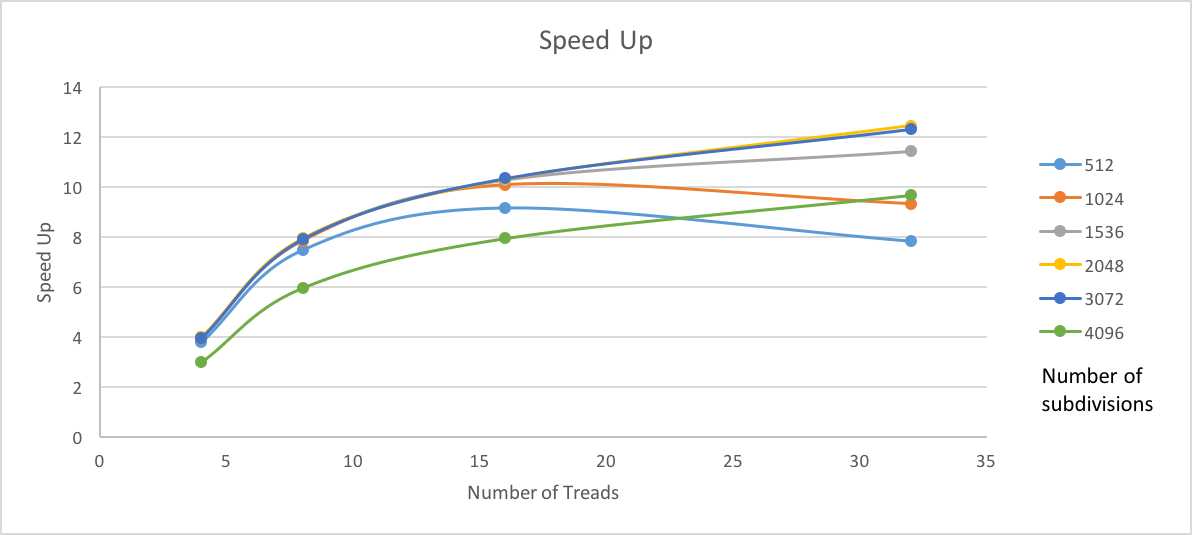 Speed Up
14
12
10
8
6
4
2
0
Speed Up
0 5 10 15 20 25 30 35
Number of Treads
512
1024
1536
2048
3072
4096
Number of
subdivisions